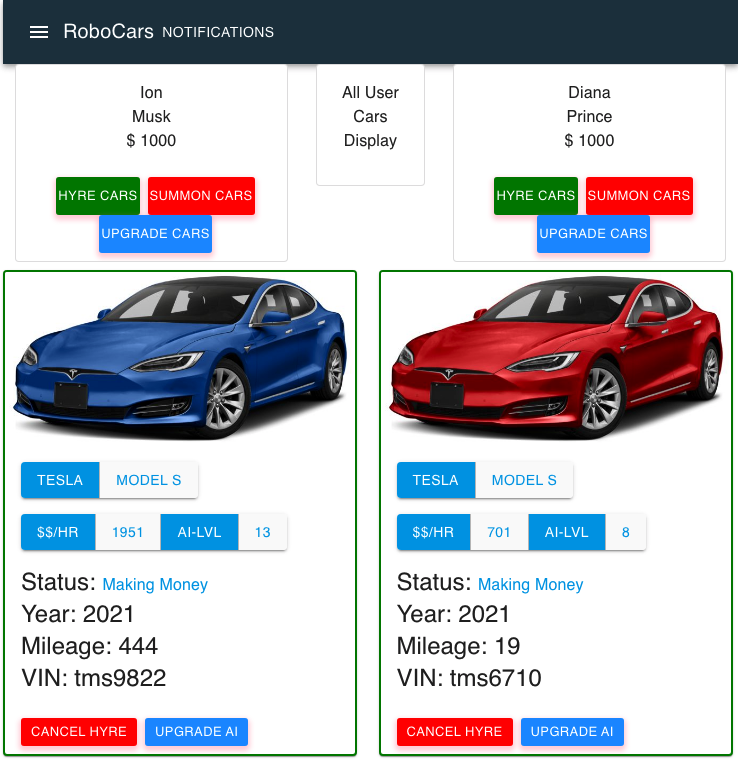 RoboCars NOTIFICATIONS
Ion
Musk
$ 1000
HYRE CARS SUMMON CARS
UPGRADE CARS
All User
Cars
Display
Diana
Prince
$ 1000
HYRE CARS SUMMON CARS
UPGRADE CARS
TESLA MODEL S
$$/HR 1951 AI-LVL 13
Status: Making Money
Year: 2021
Mileage: 444
VIN: tms9822
CANCEL HYRE UPGRADE AI
TESLA MODEL S
$$/HR 701 AI-LVL 8
Status: Making Money
Year: 2021
Mileage: 19
VIN: tms6710
CANCEL HYRE UPGRADE AI